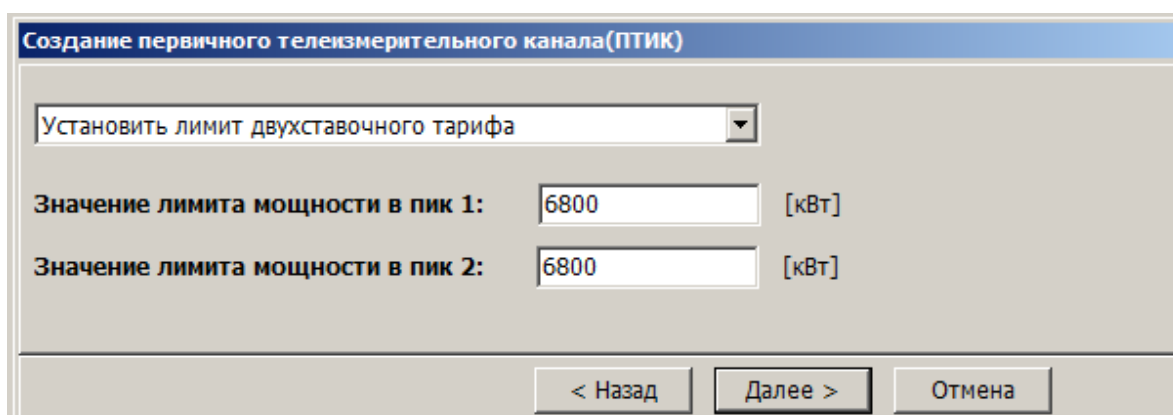 Создание первичного телеизмерительного канала(ПТИК)
Установить лимит двухставочного тарифа
Значение лимита мощности в пик 1: 6800 [кВт]
Значение лимита мощности в пик 2: 6800 [кВт]
< Назад Далее > Отмена